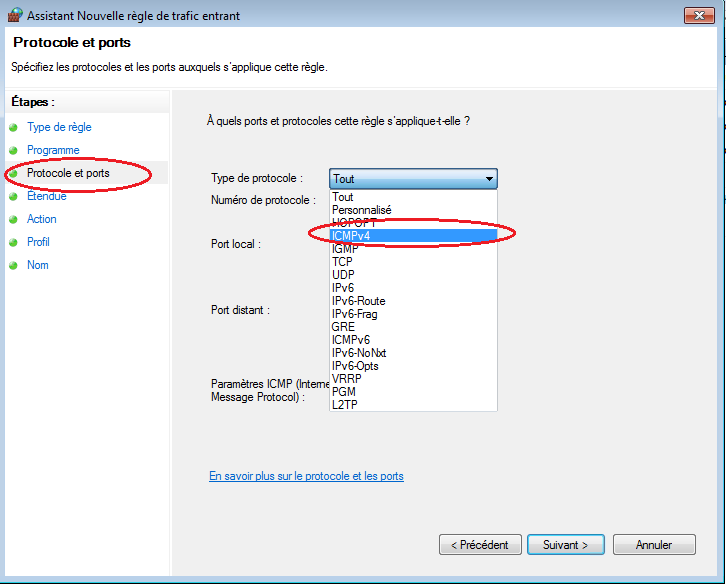 Assistant Nouvelle règle de trafic entrant
Protocole et ports
Spécifiez les protocoles et les ports auxquels s'applique cette règle.
Étapes :
Type de règle
Programme
Protocole et ports
Étendue
Action
Profil
Nom
À quels ports et protocoles cette règle s'applique-t-elle ?
Type de protocole :
Tout
Numéro de protocole :
Tout
Personnalisé
HOPOPT
ICMPv4
IGMP
TCP
UDP
IPv6
IPv6-Route
IPv6-Frag
GRE
ICMPv6
IPv6-NoNxt
IPv6-Opts
VRRP
PGM
L2TP
Port local :
Port distant :
Paramètres ICMP (Interne
Message Protocol) :
En savoir plus sur le protocole et les ports
< Précédent
Suivant >
Annuler